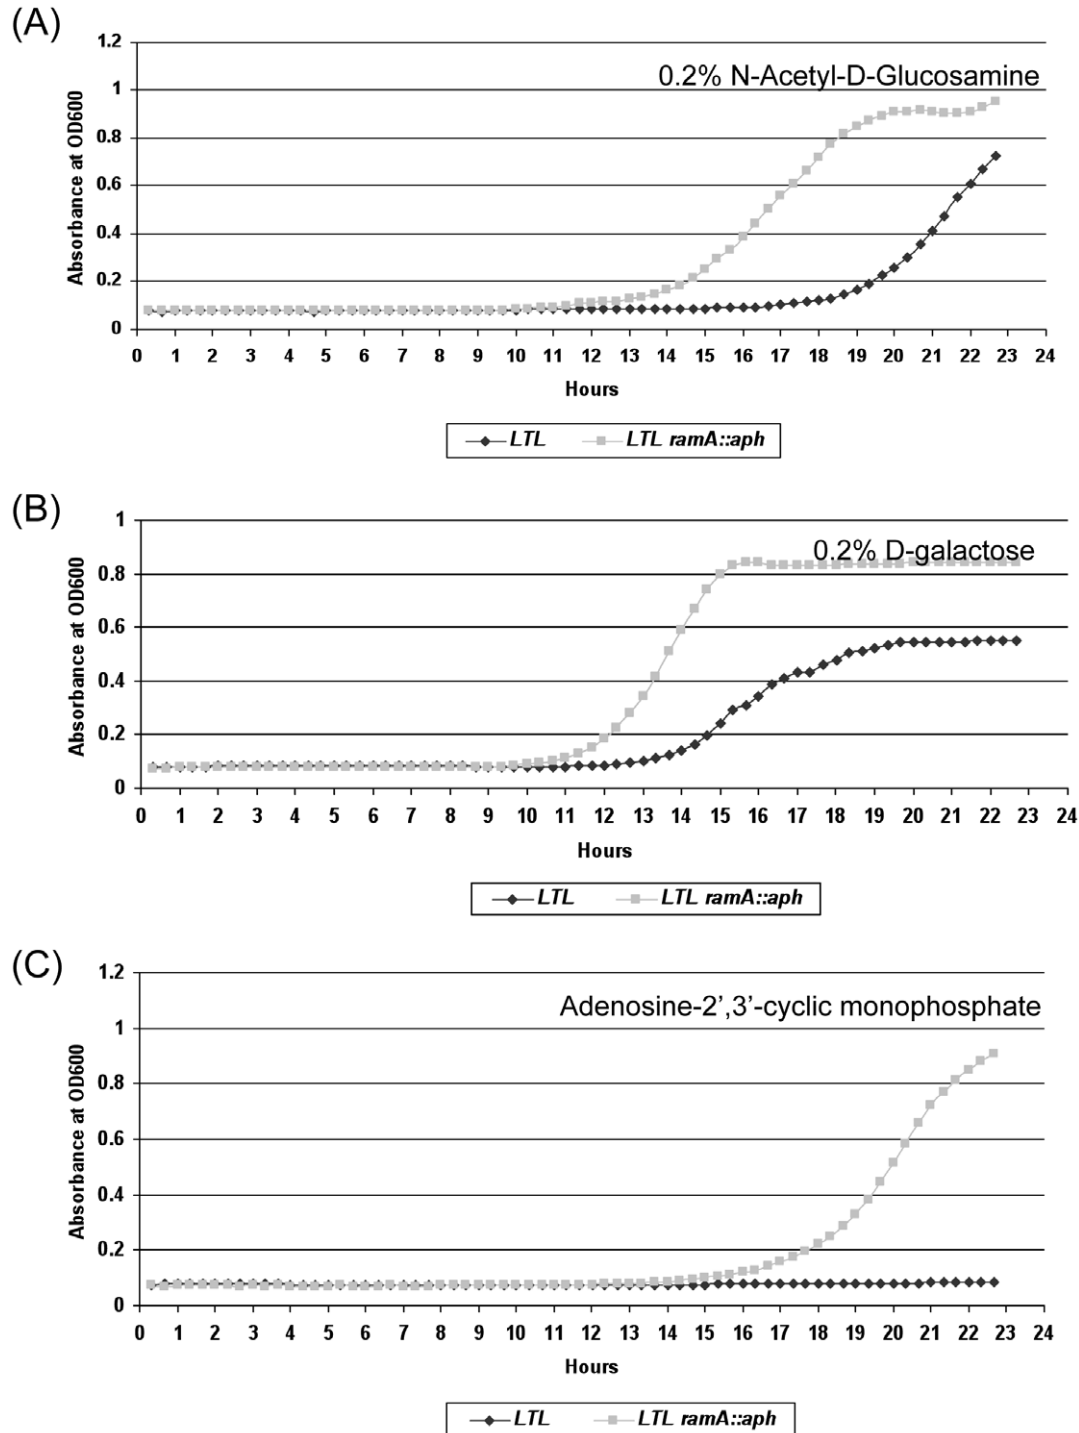 (A)
1.2
1
0.8
0.6
0.4
0.2
0
Absorbance at OD600
0.2% N-Acetyl-D-Glucosamine
0 1 2 3 4 5 6 7 8 9 10 11 12 13 14 15 16 17 18 19 20 21 22 23 24
Hours
LTL LTL ramA::aph
(B)
1
0.8
0.6
0.4
0.2
0
Absorbance at OD600
0.2% D-galactose
0 1 2 3 4 5 6 7 8 9 10 11 12 13 14 15 16 17 18 19 20 21 22 23 24
Hours
LTL LTL ramA::aph
(C)
1.2
1
0.8
0.6
0.4
0.2
0
Absorbance at OD600
Adenosine-2’,3’-cyclic monophosphate
0 1 2 3 4 5 6 7 8 9 10 11 12 13 14 15 16 17 18 19 20 21 22 23 24
Hours
LTL LTL ramA::aph